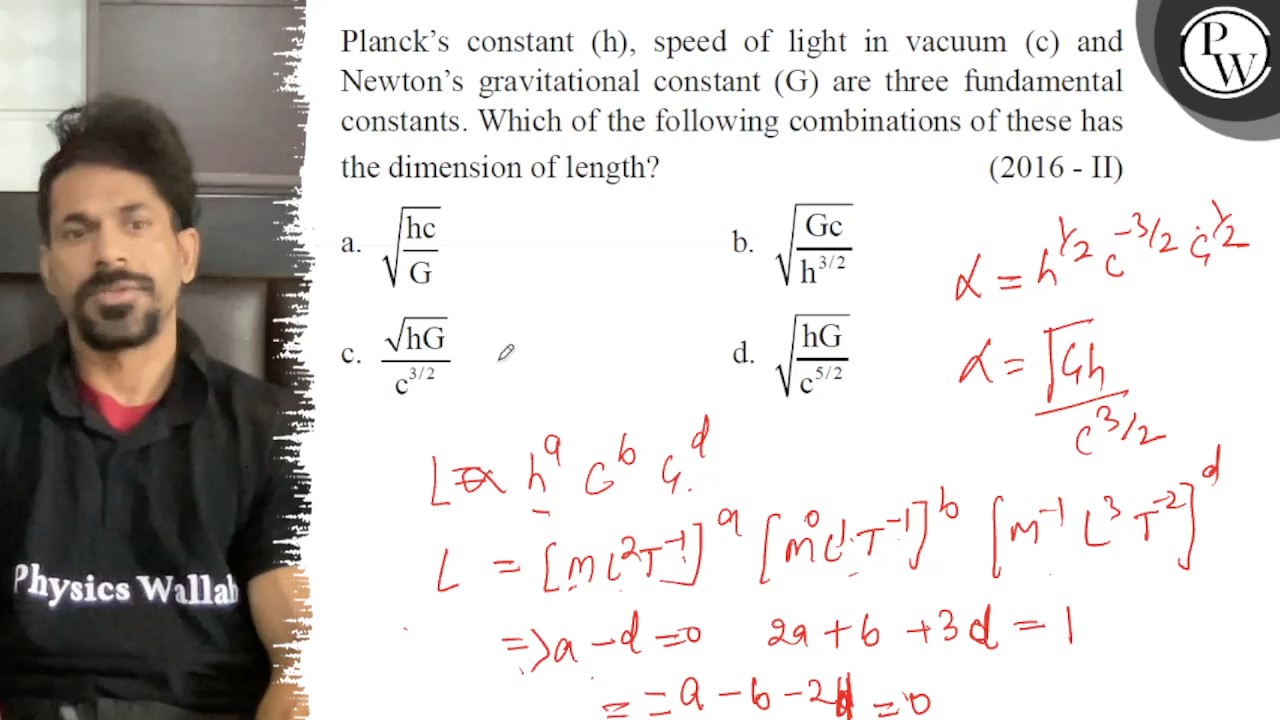 Planck's constant (h), speed of light in vacuum (c) and
Newton's gravitational constant (G) are three fundamental
constants. Which of the following combinations of these has
the dimension of length? (2016 - II)
a. √(hc/G)
b. √(Gc/h^3/2)
c. √hG/c^3/2
d. √(hG/c^5/2)
L = h^1/2 c^-3/2 G^1/2
L = √Gh/c^3/2
L ∝ h^a C^b G^d
L = [ML²T⁻¹]^a [M⁰L¹T⁻¹]^b [M⁻¹L³T⁻²]^d
⇒ a - d = 0 2a + b + 3d = 1
= -a - b - 2d = 0
Physics Wallah
PW